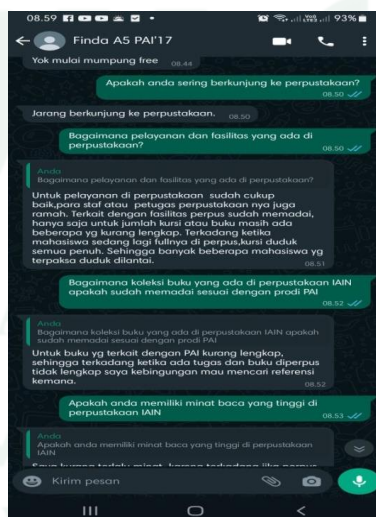 08.59 93%
Finda A5 PAI'17
Yok mulai mumpung free 08.44
Apakah anda sering berkunjung ke perpustakaan?
08.50
Jarang berkunjung ke perpustakaan. 08.50
Bagaimana pelayanan dan fasilitas yang ada di
perpustakaan? 08.50
Anda
Bagaimana pelayanan dan fasilitas yang ada di perpustakaan?
Untuk pelayanan di perpustakaan sudah cukup
baik,para staf atau petugas perpustakaan nya juga
ramah. Terkait dengan fasilitas perpus sudah memadai,
hanya saja untuk jumlah kursi atau buku masih ada
beberapa yg kurang lengkap. Terkadang ketika
mahasiswa sedang lagi fullnya di perpus,kursi duduk
semua penuh. Sehingga banyak beberapa mahasiswa yg
terpaksa duduk dilantai. 08.51
Bagaimana koleksi buku yang ada di perpustakaan IAIN
apakah sudah memadai sesuai dengan prodi PAI
08.52
Anda
Bagaimana koleksi buku yang ada di perpustakaan IAIN apakah
sudah memadai sesuai dengan prodi PAI
Untuk buku yg terkait dengan PAI kurang lengkap,
sehingga terkadang ketika ada tugas dan buku diperpus
tidak lengkap saya kebingungan mau mencari referensi
kemana. 08.52
Apakah anda memiliki minat baca yang tinggi di
perpustakaan IAIN 08.53
Anda
Apakah anda memiliki minat baca yang tinggi di perpustakaan
IAIN
Saya kurang terlalu minat, karena terkadang jika perpus
Kirim pesan